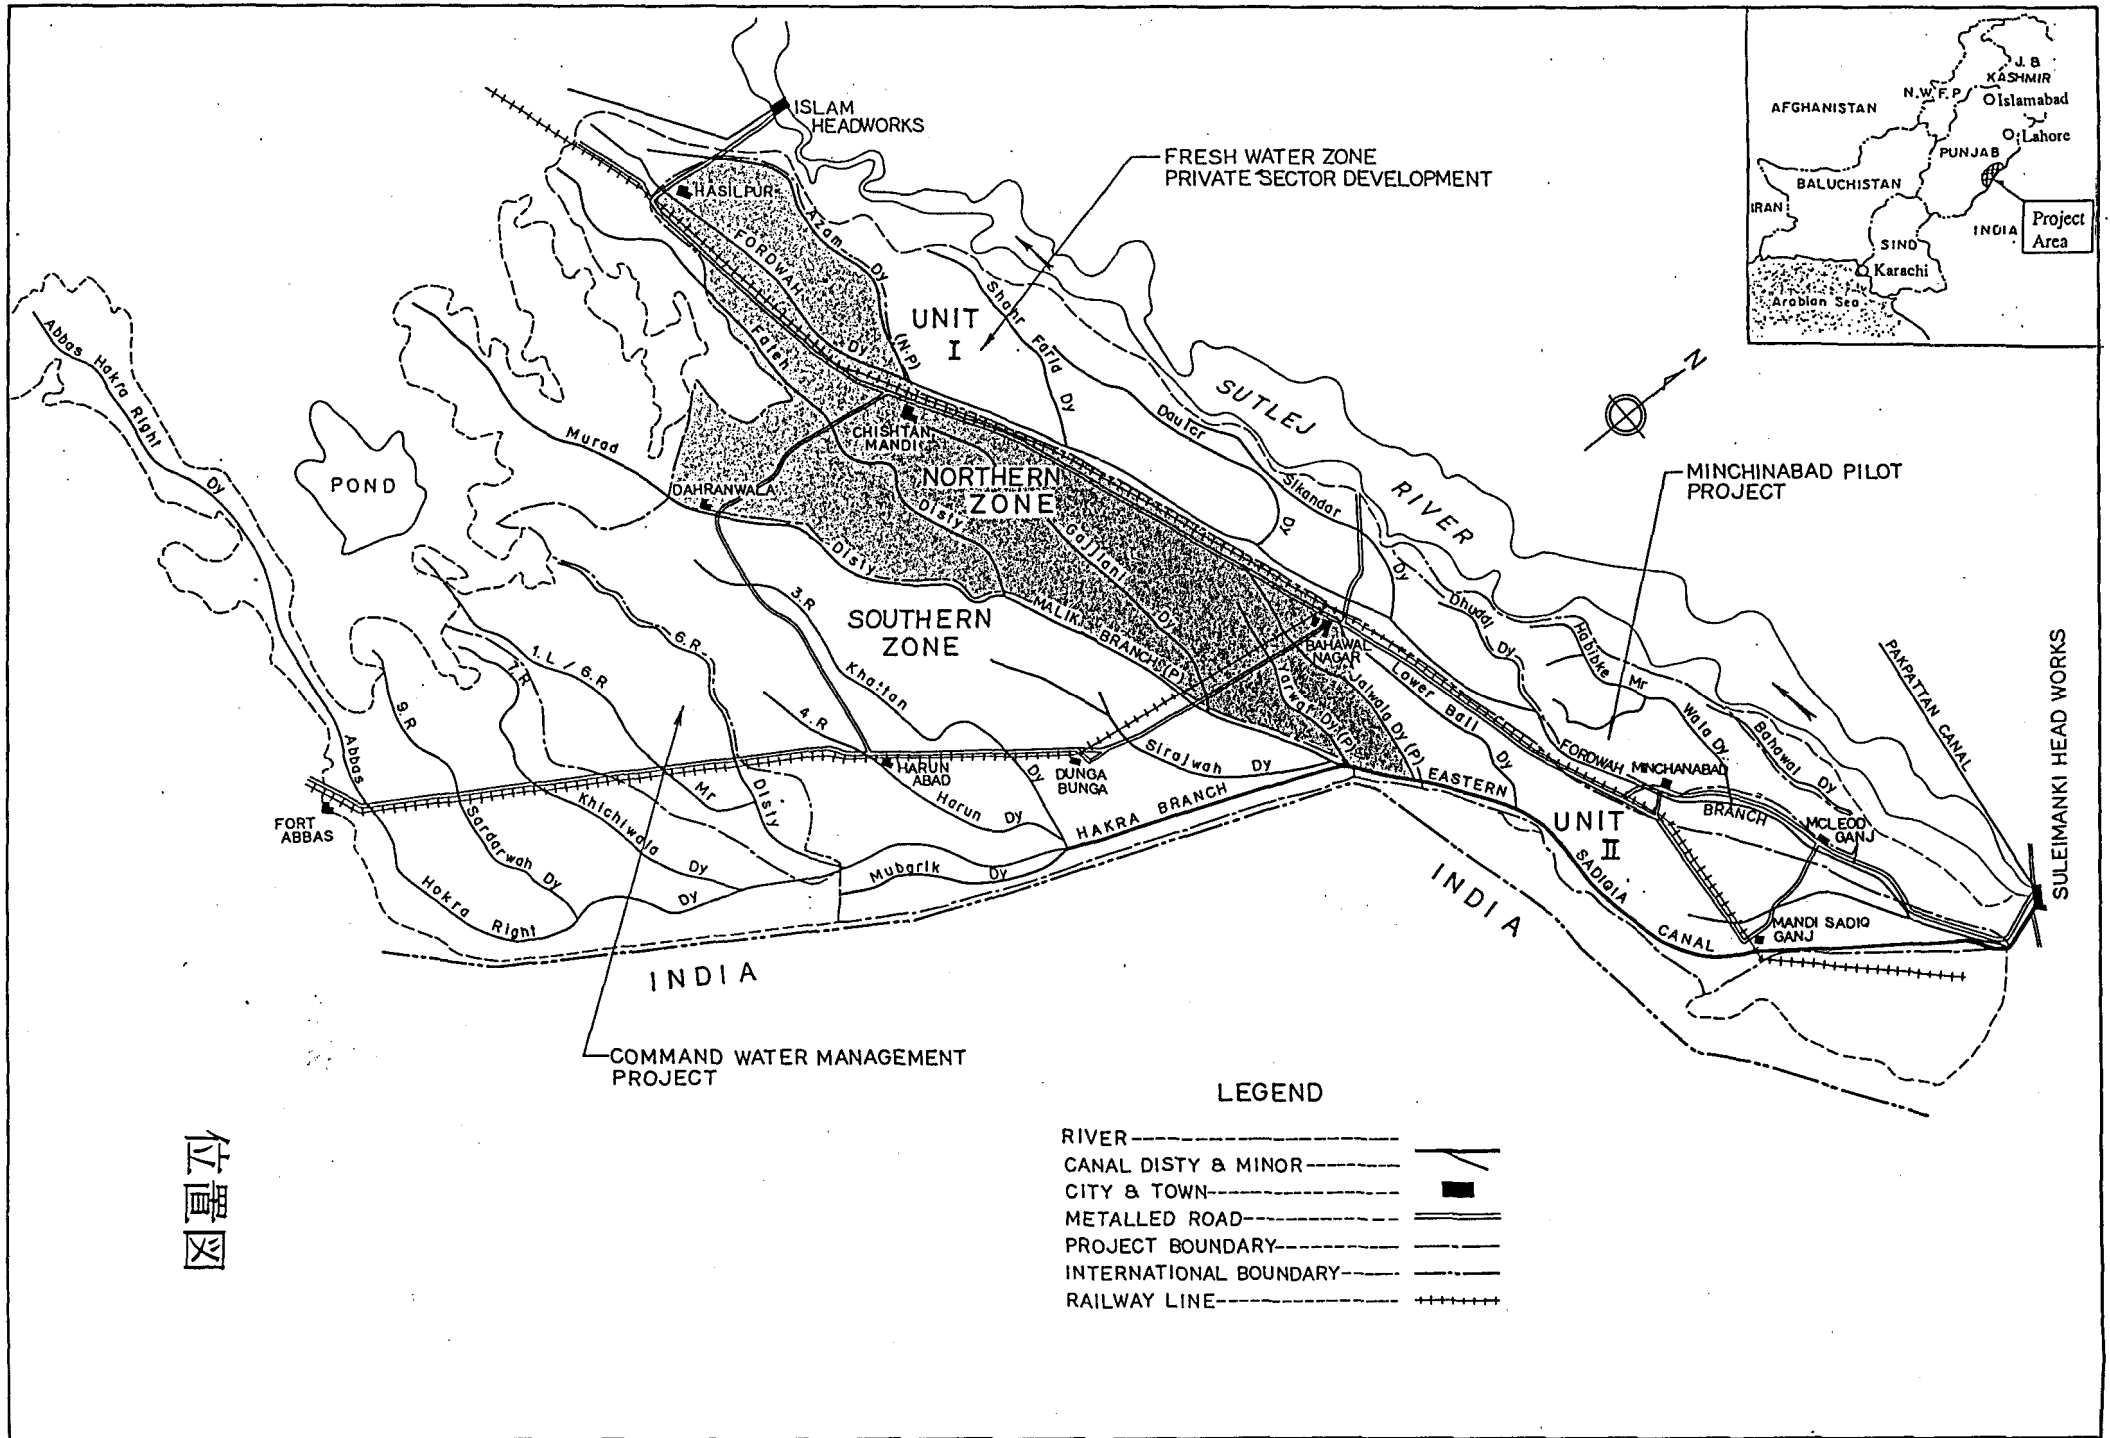 ISLAM
HEADWORKS
FRESH WATER ZONE
PRIVATE SECTOR DEVELOPMENT
HASILPUR
Azam Dy (N.P)
FORDWAH Dy
UNIT
I
Fateh Disty
Shahr Farid Dy
SUTLEJ RIVER
Daular
Sikandar Dy
Dy
N
MINCHINABAD PILOT
PROJECT
CHISHTAN
MANDI
NORTHERN
ZONE
Gajjiani Dy
DAHRANWALA
Murad Disty
Abbas Hakra Right Dy
POND
MALIK BRANCH (P)
SOUTHERN
ZONE
3.R
Khatan Dy
4.R
6.R Disty
1.L / 6.R Mr
7.R
9.R
BAHAWAL
NAGAR
Yarwar Dy (P)
Jalwala Dy (P)
Lower Bali Dy
Dhudai Dy
Habibke Mr
Wala Dy
Bahawal Dy
PAKPATTAN CANAL
SULEIMANKI HEAD WORKS
FORDWAH BRANCH
MINCHANABAD
MCLEOD
GANJ
UNIT
II
MANDI SADIQ
GANJ
EASTERN SADIQIA CANAL
Sirajwah Dy
HAKRA BRANCH
DUNGA
BUNGA
HARUN
ABAD
Harun Dy
Mubarik Dy
Abbas
FORT
ABBAS
Sardarwah Dy
Khichiwala Dy
Hokra Right Dy
INDIA
INDIA
COMMAND WATER MANAGEMENT
PROJECT
LEGEND
RIVER
CANAL DISTY & MINOR
CITY & TOWN
METALLED ROAD
PROJECT BOUNDARY
INTERNATIONAL BOUNDARY
RAILWAY LINE
位置図
J. &
KASHMIR
N.W.F.P
Islamabad
AFGHANISTAN
Lahore
PUNJAB
BALUCHISTAN
IRAN
INDIA
Project
Area
SIND
Karachi
Arabian Sea